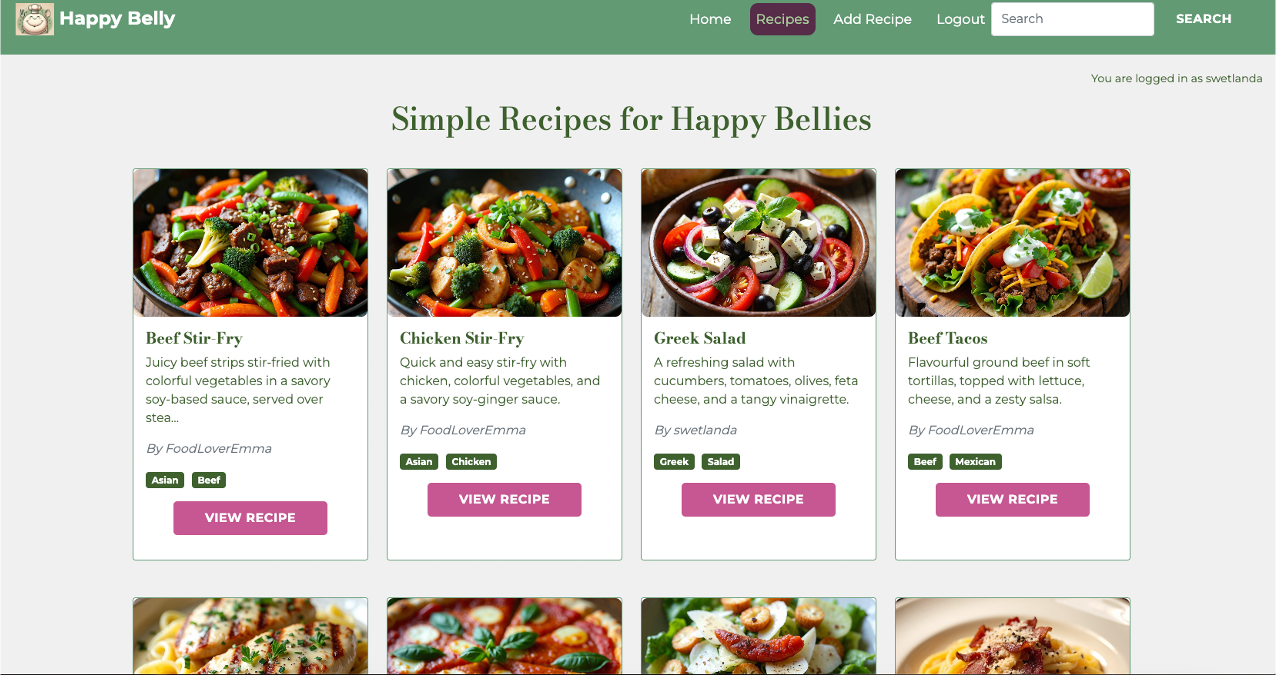 Happy Belly
Home Recipes Add Recipe Logout Search SEARCH
You are logged in as swetlanda
Simple Recipes for Happy Bellies
Beef Stir-Fry
Juicy beef strips stir-fried with
colorful vegetables in a savory
soy-based sauce, served over
stea...
By FoodLoverEmma
Asian Beef
VIEW RECIPE
Chicken Stir-Fry
Quick and easy stir-fry with
chicken, colorful vegetables, and
a savory soy-ginger sauce.
By FoodLoverEmma
Asian Chicken
VIEW RECIPE
Greek Salad
A refreshing salad with
cucumbers, tomatoes, olives, feta
cheese, and a tangy vinaigrette.
By swetlanda
Greek Salad
VIEW RECIPE
Beef Tacos
Flavourful ground beef in soft
tortillas, topped with lettuce,
cheese, and a zesty salsa.
By FoodLoverEmma
Beef Mexican
VIEW RECIPE